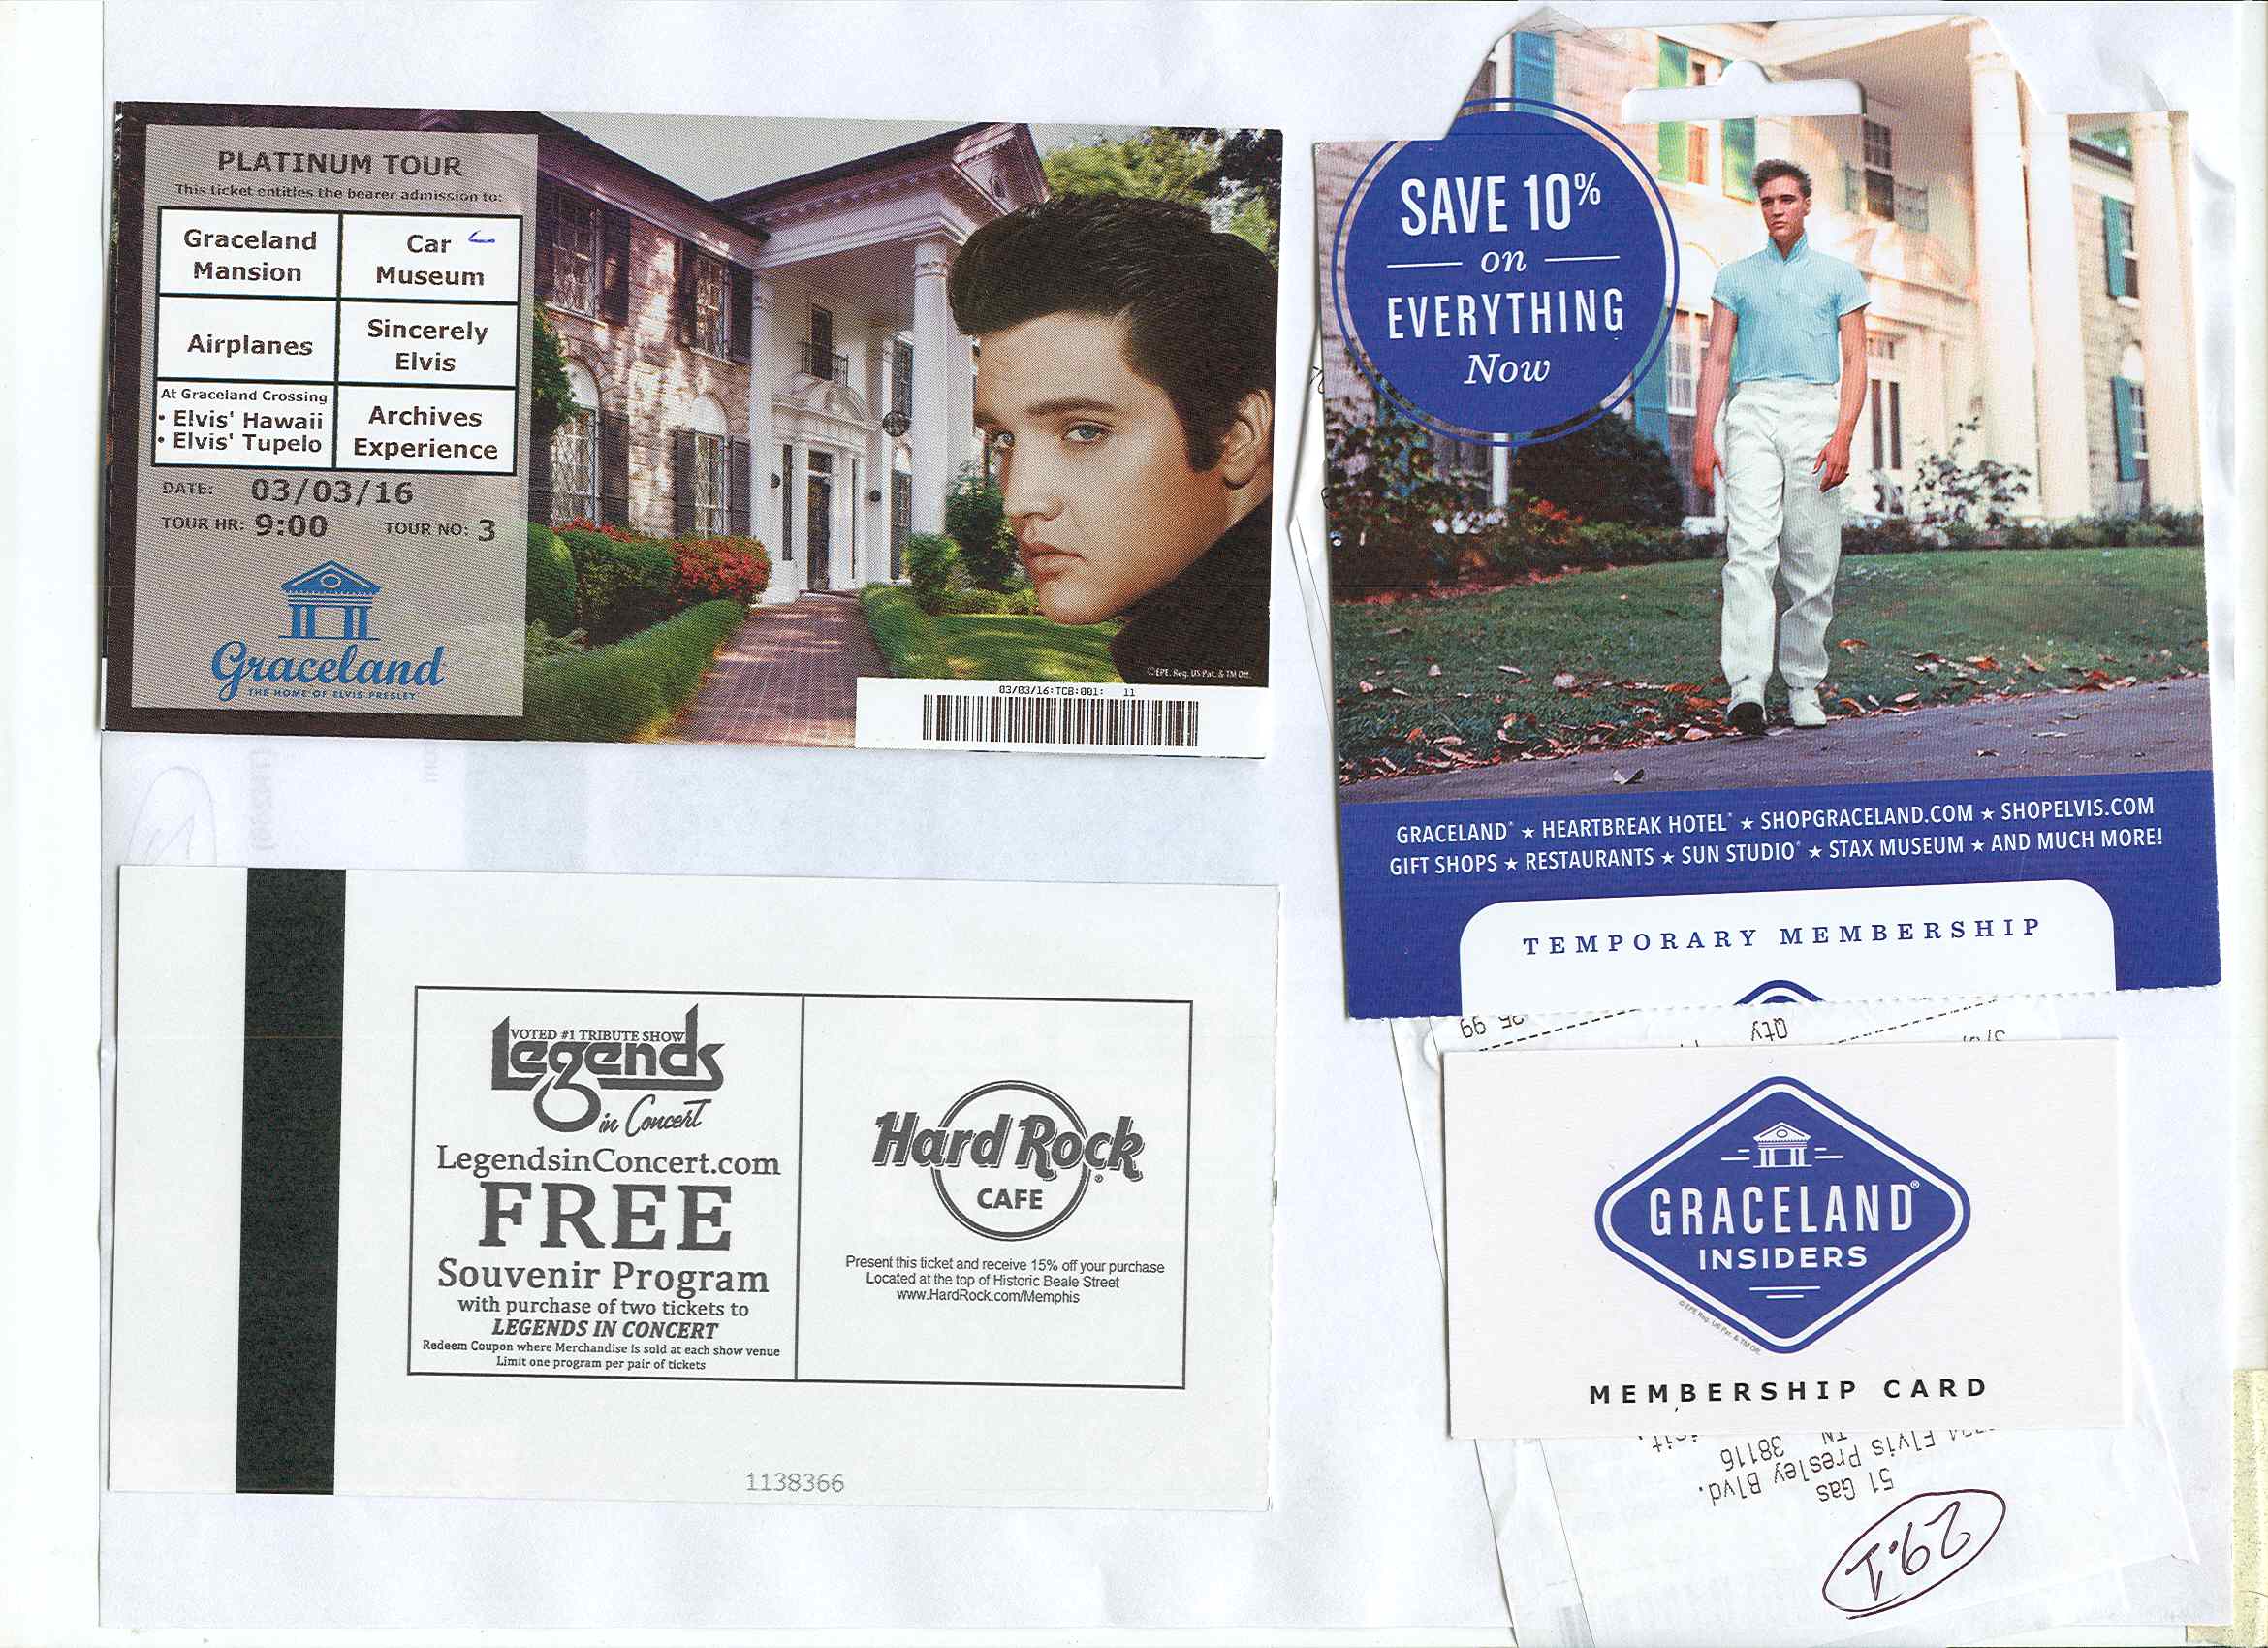 PLATINUM TOUR
This ticket entitles the bearer admission to:
Graceland
Mansion
Car
Museum
Airplanes
Sincerely
Elvis
At Graceland Crossing
• Elvis' Hawaii
• Elvis' Tupelo
Archives
Experience
DATE: 03/03/16
TOUR HR: 9:00 TOUR NO: 3
Graceland
THE HOME OF ELVIS PRESLEY
©EPE. Reg. US Pat. & TM Off.
03/03/16:TCB:001: 11
SAVE 10%
on
EVERYTHING
Now
GRACELAND® ★ HEARTBREAK HOTEL® ★ SHOPGRACELAND.COM ★ SHOPELVIS.COM
GIFT SHOPS ★ RESTAURANTS ★ SUN STUDIO® ★ STAX MUSEUM ★ AND MUCH MORE!
TEMPORARY MEMBERSHIP
Qty
GRACELAND®
INSIDERS
©EPE Reg. US Pat. & TM Off.
MEMBERSHIP CARD
TN 38116
Elvis Presley Blvd.
51 Gas
29.1
VOTED #1 TRIBUTE SHOW
Legends
in Concert
LegendsinConcert.com
FREE
Souvenir Program
with purchase of two tickets to
LEGENDS IN CONCERT
Redeem Coupon where Merchandise is sold at each show venue
Limit one program per pair of tickets
Hard Rock
CAFE
Present this ticket and receive 15% off your purchase
Located at the top of Historic Beale Street
www.HardRock.com/Memphis
1138366